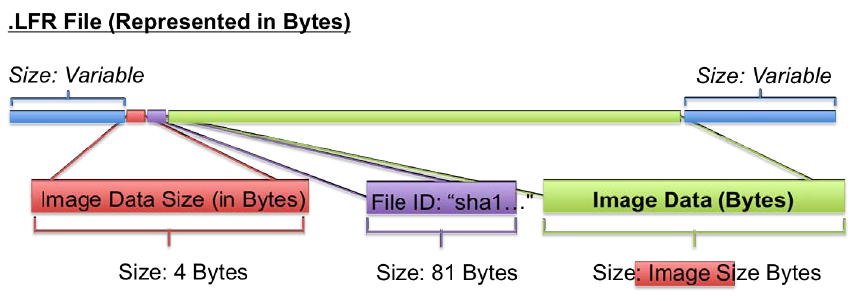 .LFR File (Represented in Bytes)
Size: Variable
Size: Variable
Image Data Size (in Bytes)
File ID: “sha1…"
Image Data (Bytes)
Size: 4 Bytes
Size: 81 Bytes
Size: Image Size Bytes